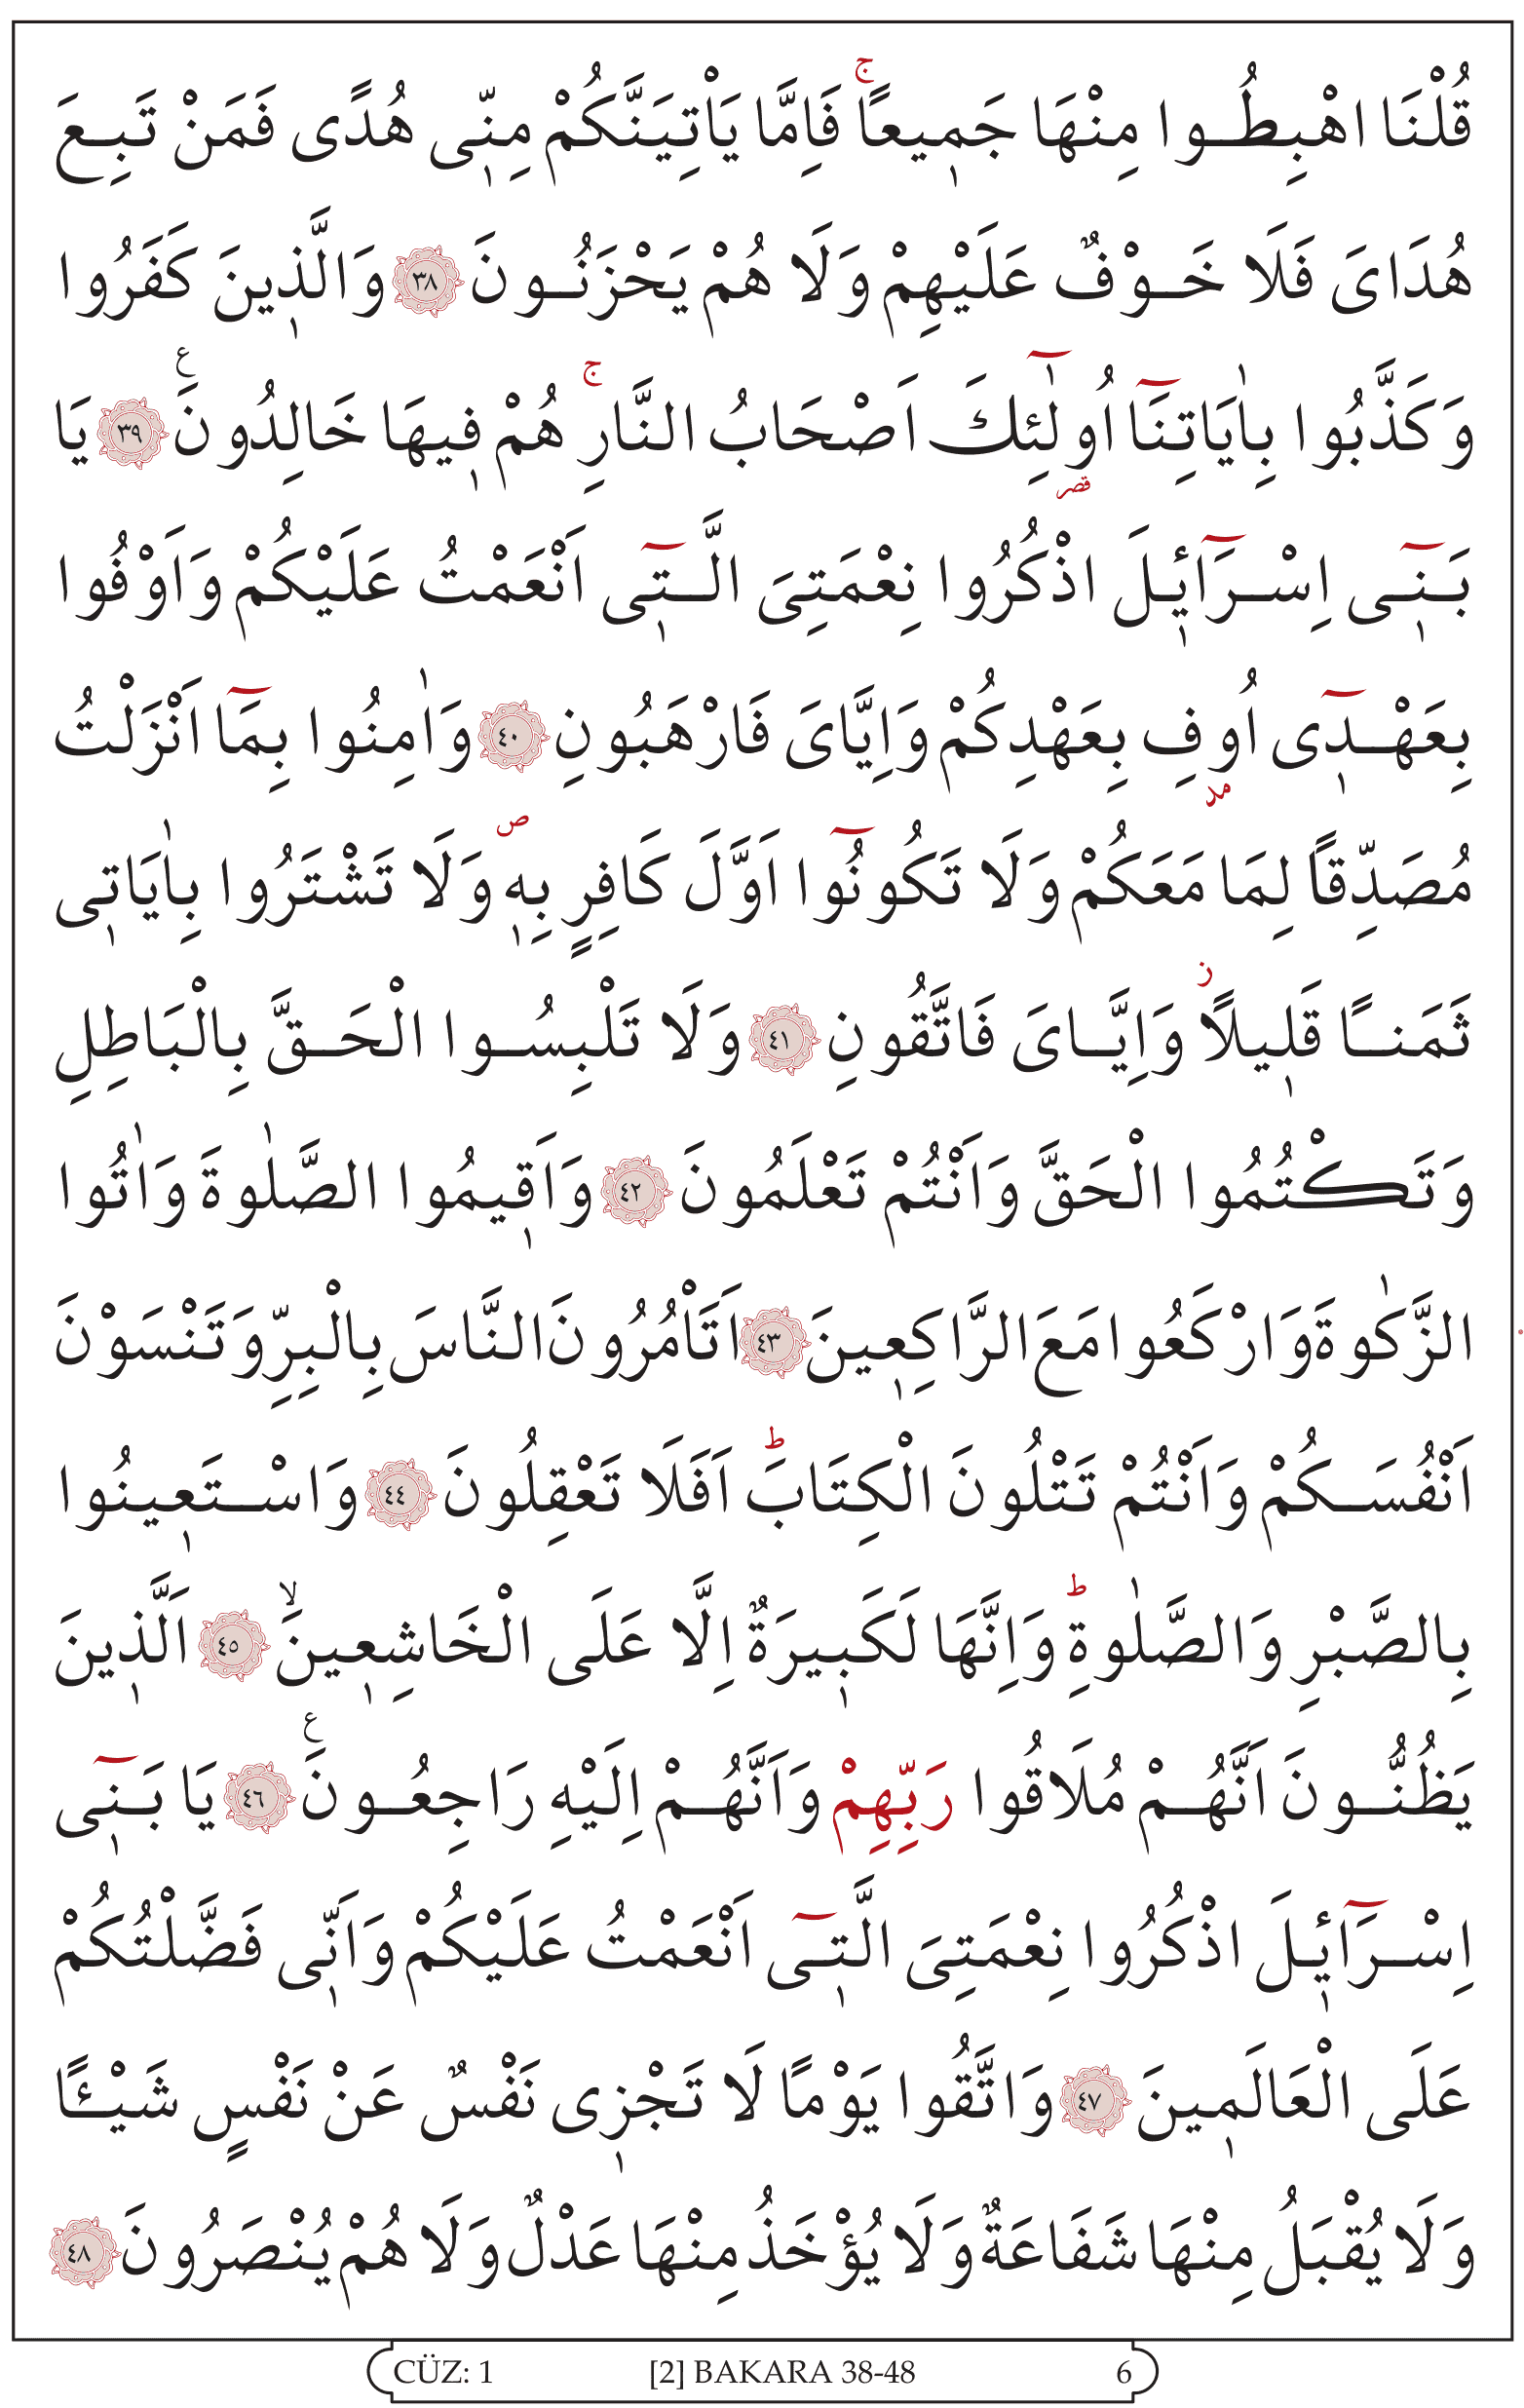 قُلْنَا اهْبِطُوا مِنْهَا جَم۪يعًاۚ فَاِمَّا يَاْتِيَنَّكُمْ مِنّ۪ى هُدًى فَمَنْ تَبِعَ
هُدَاىَ فَلَا خَوْفٌ عَلَيْهِمْ وَلَا هُمْ يَحْزَنُونَ ﴿٣٨﴾ وَالَّذ۪ينَ كَفَرُوا
وَكَذَّبُوا بِاٰيَاتِنَٓا اُو۬لٰٓئِكَ اَصْحَابُ النَّارِۚ هُمْ ف۪يهَا خَالِدُونَ۟ ﴿٣٩﴾ يَا
بَن۪ٓى اِسْرَٓاء۪يلَ اذْكُرُوا نِعْمَتِىَ الَّت۪ٓى اَنْعَمْتُ عَلَيْكُمْ وَاَوْفُوا
بِعَهْد۪ٓى اُو۫فِ بِعَهْدِكُمْ وَاِيَّاىَ فَارْهَبُونِ ﴿٤٠﴾ وَاٰمِنُوا بِمَٓا اَنْزَلْتُ
مُصَدِّقًا لِمَا مَعَكُمْ وَلَا تَكُونُٓوا اَوَّلَ كَافِرٍ بِه۪ۖ وَلَا تَشْتَرُوا بِاٰيَات۪ى
ثَمَنًا قَل۪يلًاۘ وَاِيَّاىَ فَاتَّقُونِ ﴿٤١﴾ وَلَا تَلْبِسُوا الْحَقَّ بِالْبَاطِلِ
وَتَكْتُمُوا الْحَقَّ وَاَنْتُمْ تَعْلَمُونَ ﴿٤٢﴾ وَاَق۪يمُوا الصَّلٰوةَ وَاٰتُوا
الزَّكٰوةَ وَارْكَعُوا مَعَ الرَّاكِع۪ينَ ﴿٤٣﴾ اَتَاْمُرُونَ النَّاسَ بِالْبِرِّ وَتَنْسَوْنَ
اَنْفُسَكُمْ وَاَنْتُمْ تَتْلُونَ الْكِتَابَۜ اَفَلَا تَعْقِلُونَ ﴿٤٤﴾ وَاسْتَع۪ينُوا
بِالصَّبْرِ وَالصَّلٰوةِۜ وَاِنَّهَا لَكَب۪يرَةٌ اِلَّا عَلَى الْخَاشِع۪ينَۙ ﴿٤٥﴾ اَلَّذ۪ينَ
يَظُنُّونَ اَنَّهُمْ مُلَاقُوا رَبِّهِمْ وَاَنَّهُمْ اِلَيْهِ رَاجِعُونَ۟ ﴿٤٦﴾ يَا بَن۪ٓى
اِسْرَٓاء۪يلَ اذْكُرُوا نِعْمَتِىَ الَّت۪ٓى اَنْعَمْتُ عَلَيْكُمْ وَاَنّ۪ى فَضَّلْتُكُمْ
عَلَى الْعَالَم۪ينَ ﴿٤٧﴾ وَاتَّقُوا يَوْمًا لَا تَجْز۪ى نَفْسٌ عَنْ نَفْسٍ شَيْـًٔا
وَلَا يُقْبَلُ مِنْهَا شَفَاعَةٌ وَلَا يُؤْخَذُ مِنْهَا عَدْلٌ وَلَا هُمْ يُنْصَرُونَ ﴿٤٨﴾
CÜZ: 1 [2] BAKARA 38-48 6